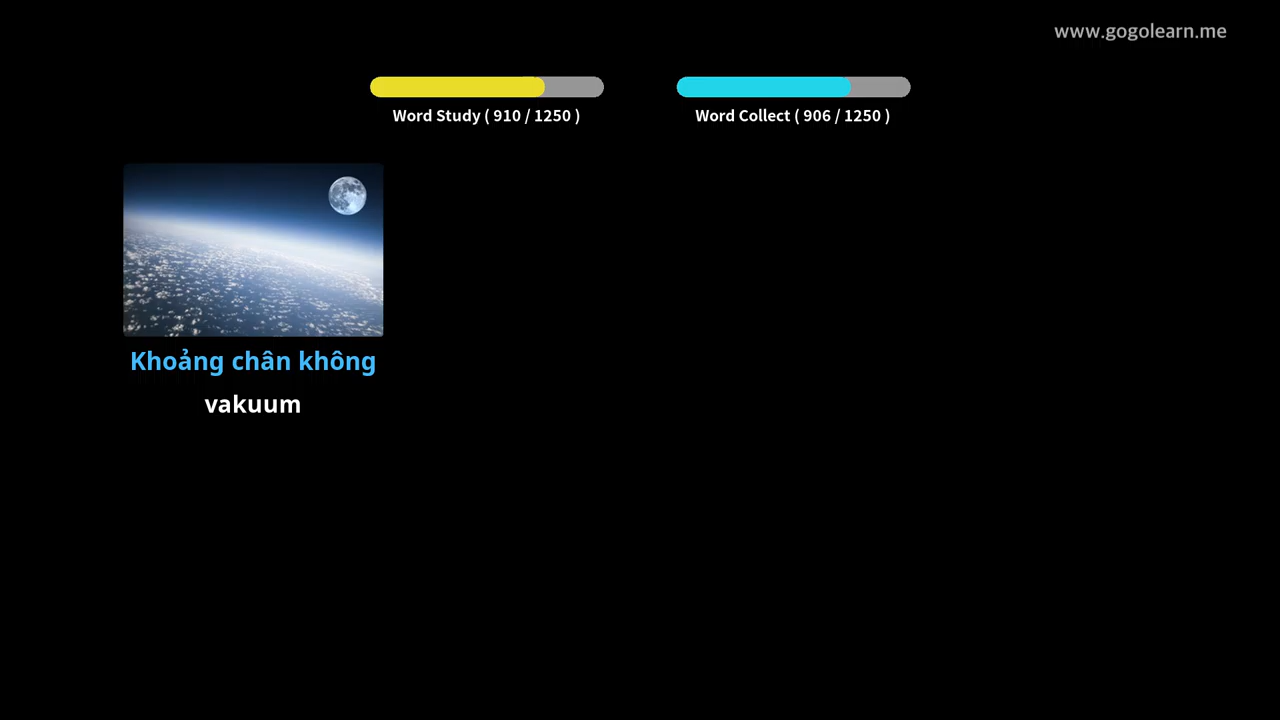 www.gogolearn.me
Word Study ( 910 / 1250 )
Word Collect ( 906 / 1250 )
Khoảng chân không
vakuum